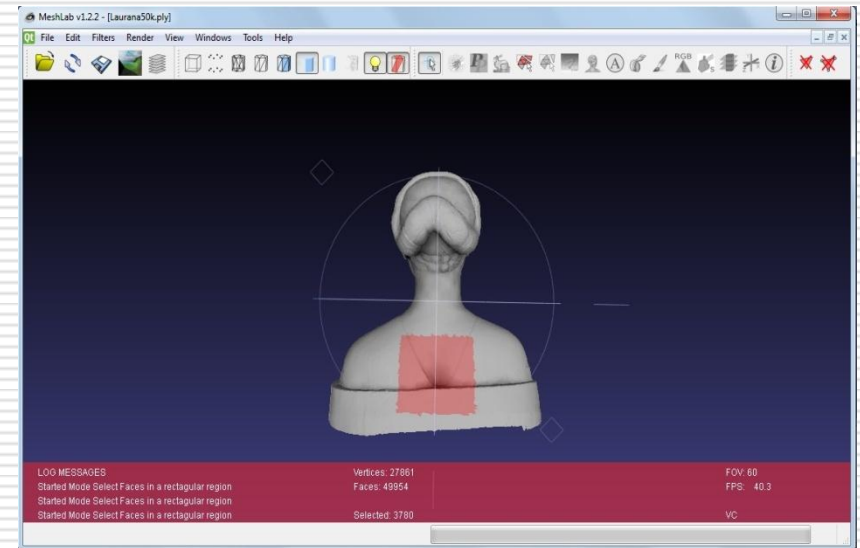 MeshLab v1.2.2 - [Laurana50k.ply]
File Edit Filters Render View Windows Tools Help
RGB
LOG MESSAGES
Started Mode Select Faces in a rectagular region
Started Mode Select Faces in a rectagular region
Started Mode Select Faces in a rectagular region
Vertices: 27861
Faces: 49954
Selected: 3780
FOV: 60
FPS: 40.3
VC